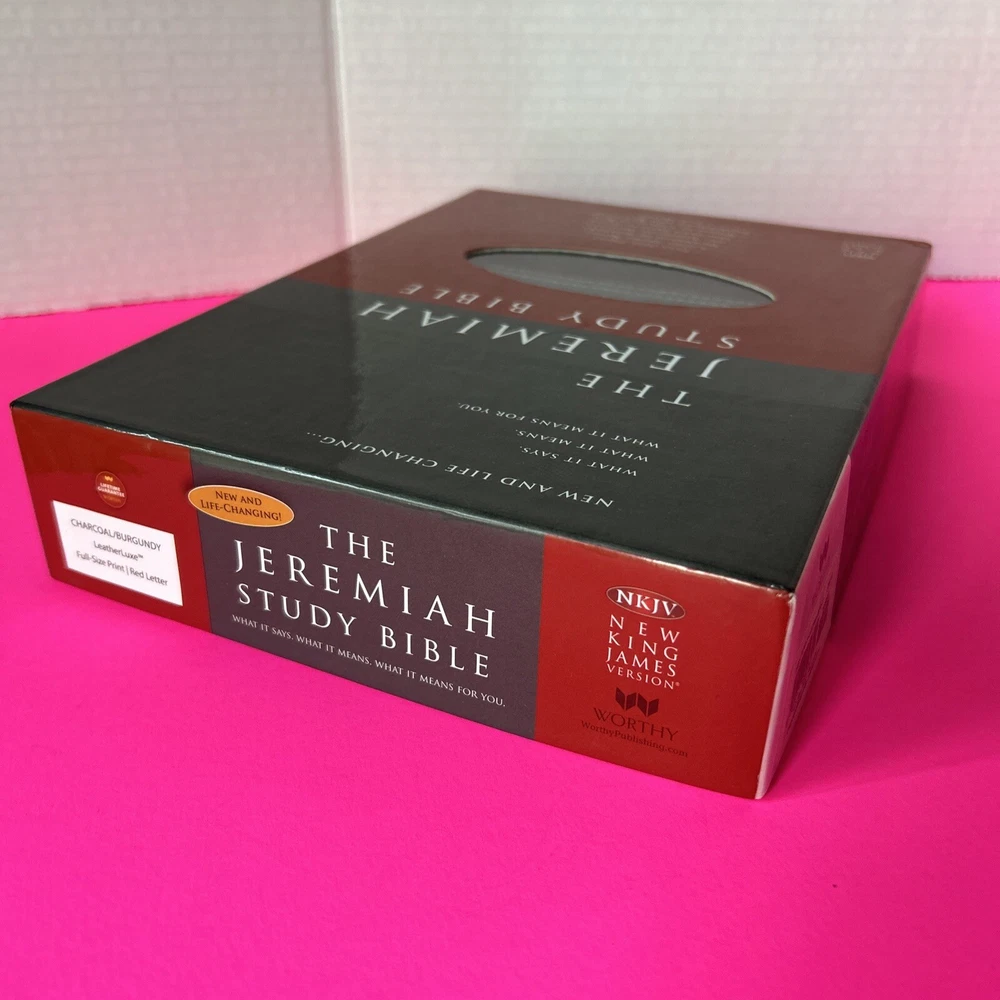 STUDY BIBLE
THE JEREMIAH
WHAT IT SAYS.
WHAT IT MEANS.
WHAT IT MEANS FOR YOU.
NEW AND LIFE CHANGING...
LIFETIME
GUARANTEE
CHARCOAL/BURGUNDY
LeatherLuxe™
Full-Size Print | Red Letter
NEW AND
LIFE-CHANGING!
THE
JEREMIAH
STUDY BIBLE
WHAT IT SAYS. WHAT IT MEANS. WHAT IT MEANS FOR YOU.
NKJV
NEW
KING
JAMES
VERSION®
WORTHY
WorthyPublishing.com